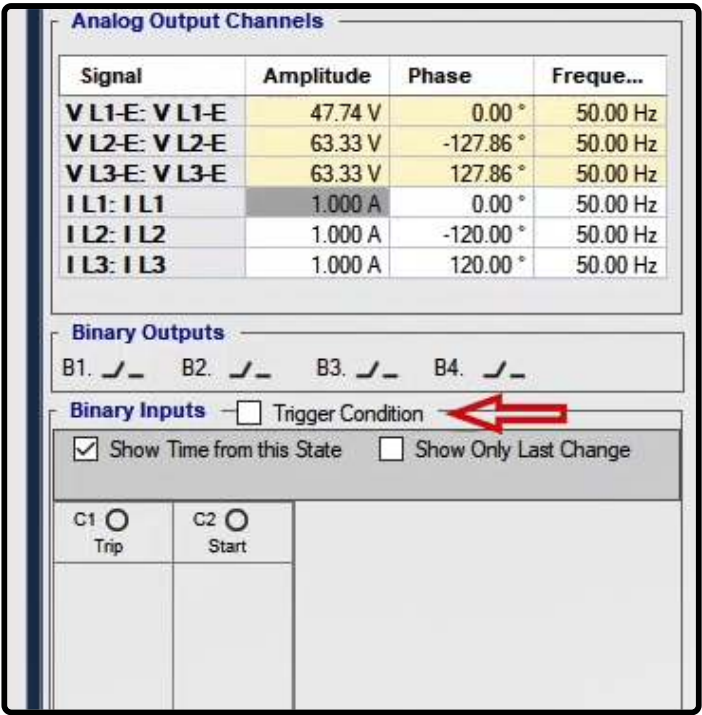 Analog Output Channels
Signal Amplitude Phase Freque...
V L1-E: V L1-E 47.74 V 0.00 ° 50.00 Hz
V L2-E: V L2-E 63.33 V -127.86 ° 50.00 Hz
V L3-E: V L3-E 63.33 V 127.86 ° 50.00 Hz
I L1: I L1 1.000 A 0.00 ° 50.00 Hz
I L2: I L2 1.000 A -120.00 ° 50.00 Hz
I L3: I L3 1.000 A 120.00 ° 50.00 Hz
Binary Outputs
B1. B2. B3. B4.
Binary Inputs Trigger Condition
Show Time from this State Show Only Last Change
C1 C2
Trip Start